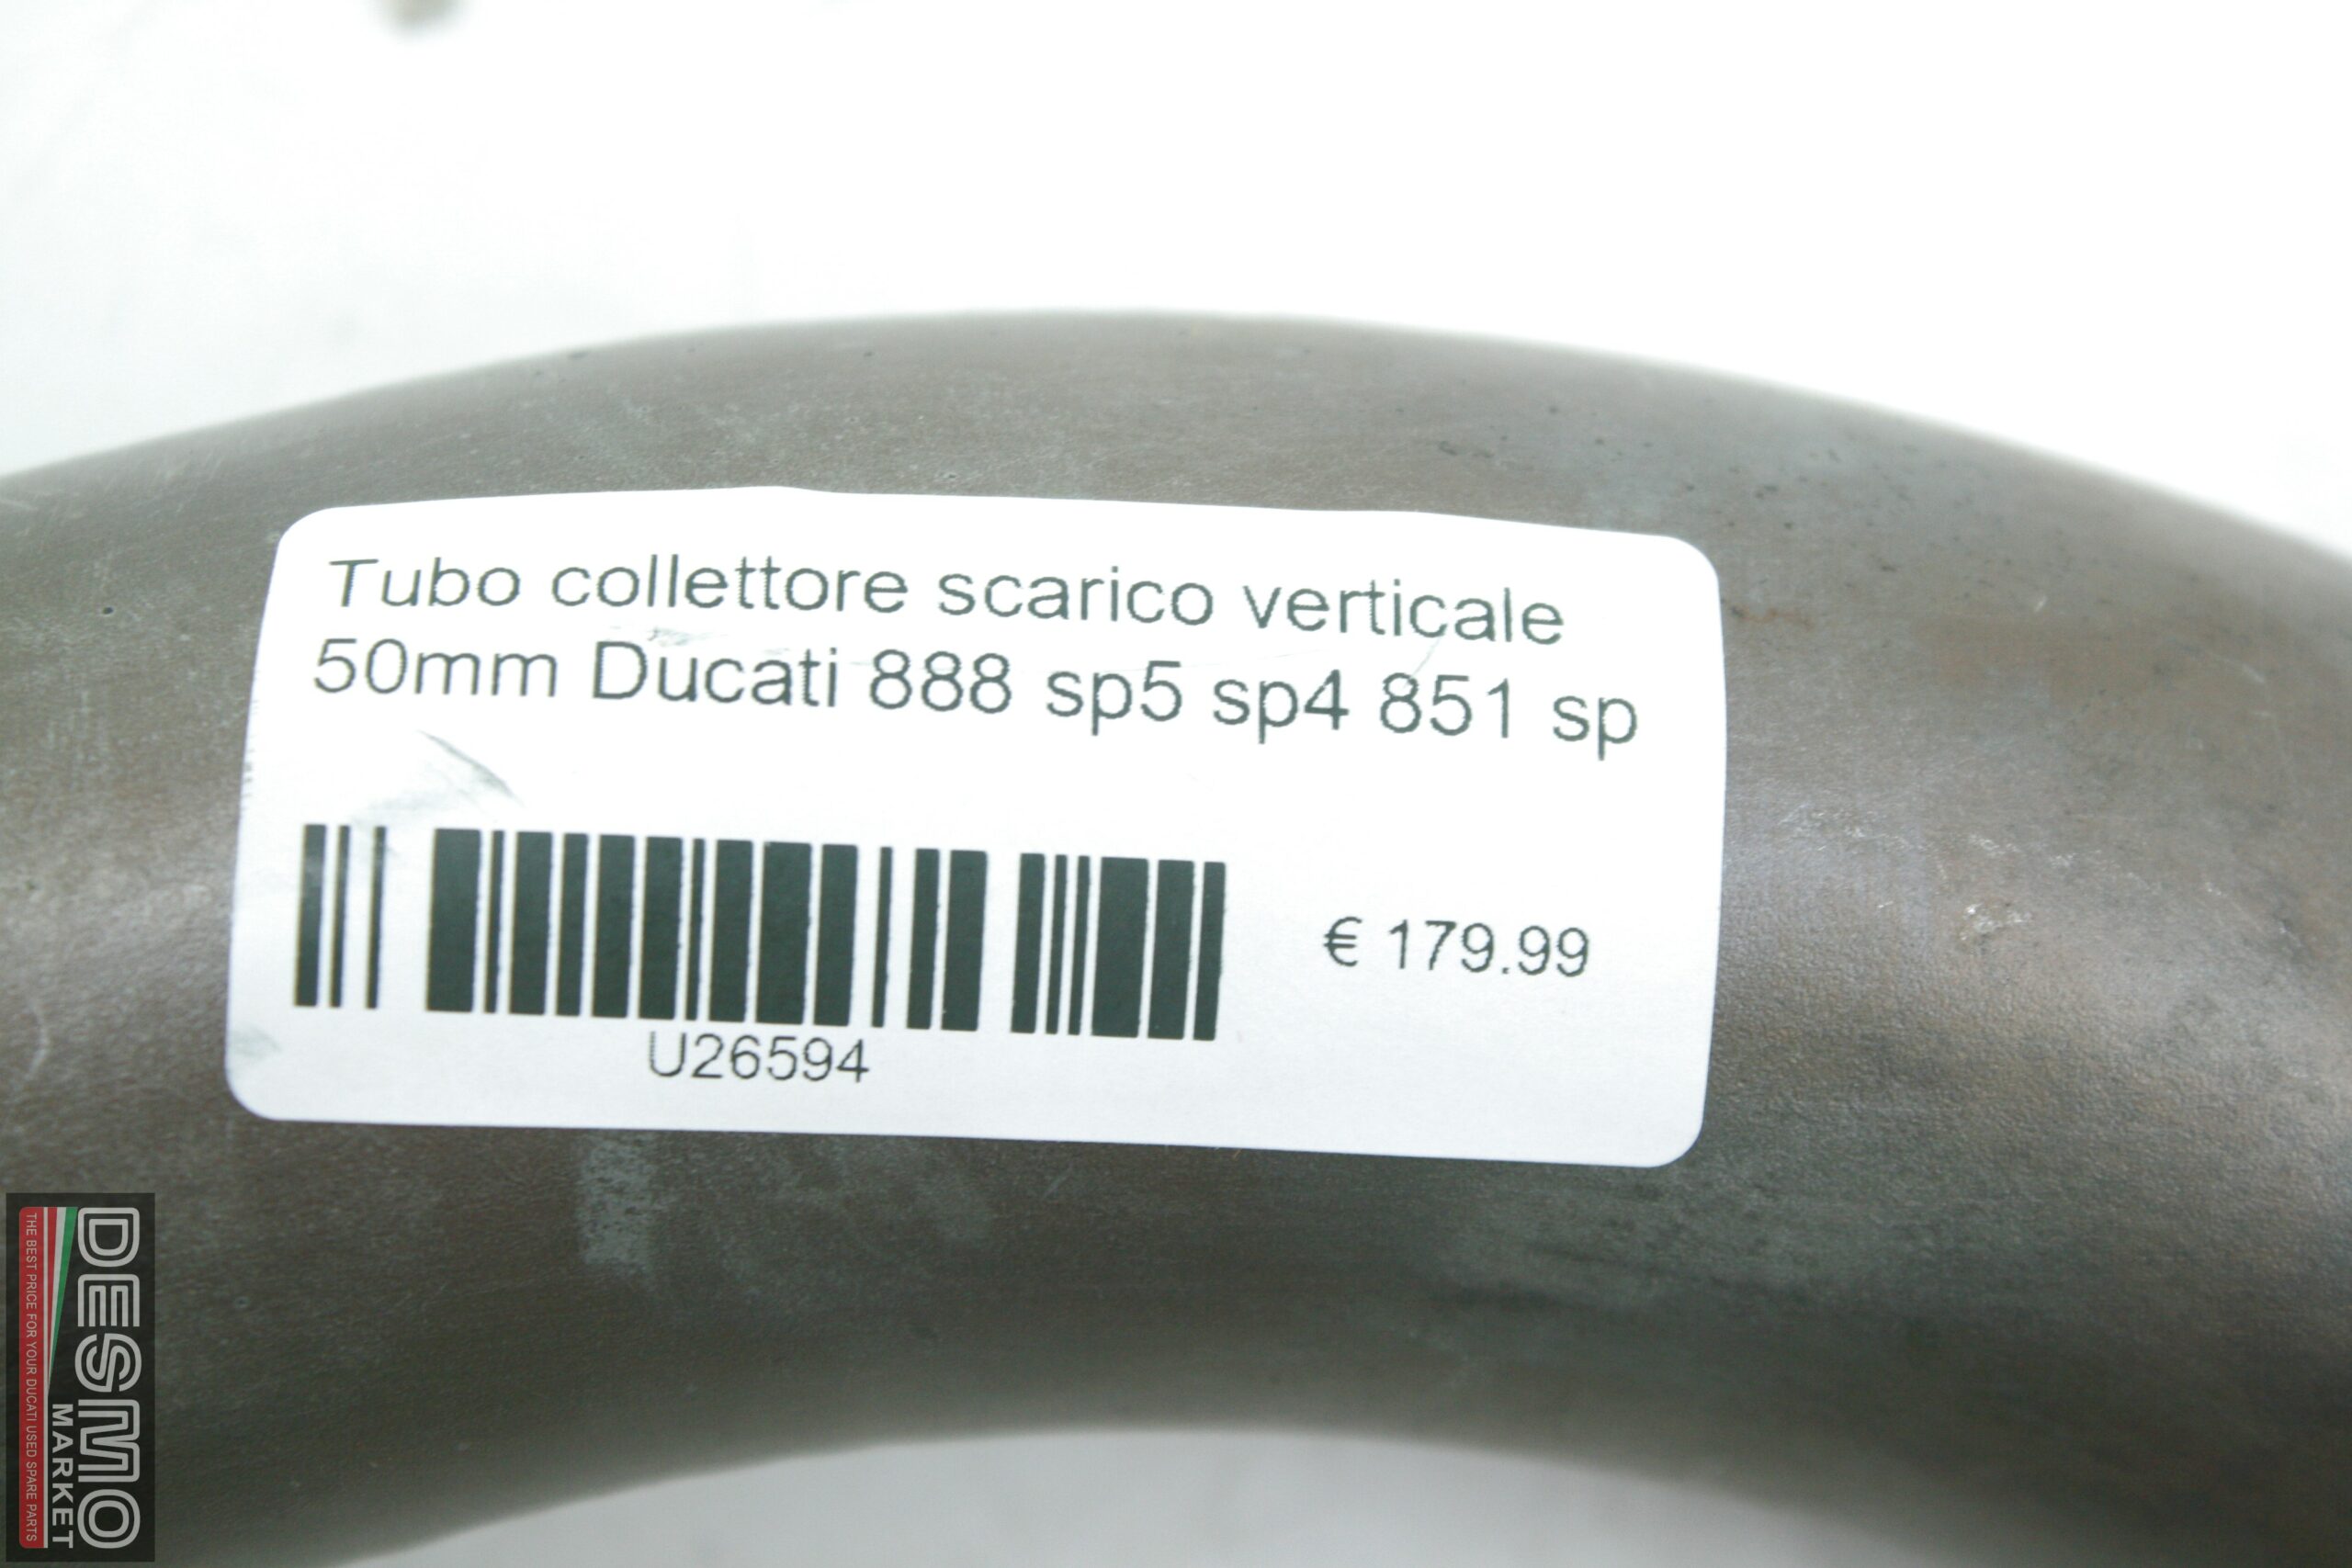 Tubo collettore scarico verticale
50mm Ducati 888 sp5 sp4 851 sp
€ 179.99
U26594
DESMO
MARKET
THE BEST PRICE FOR YOUR DUCATI USED SPARE PARTS